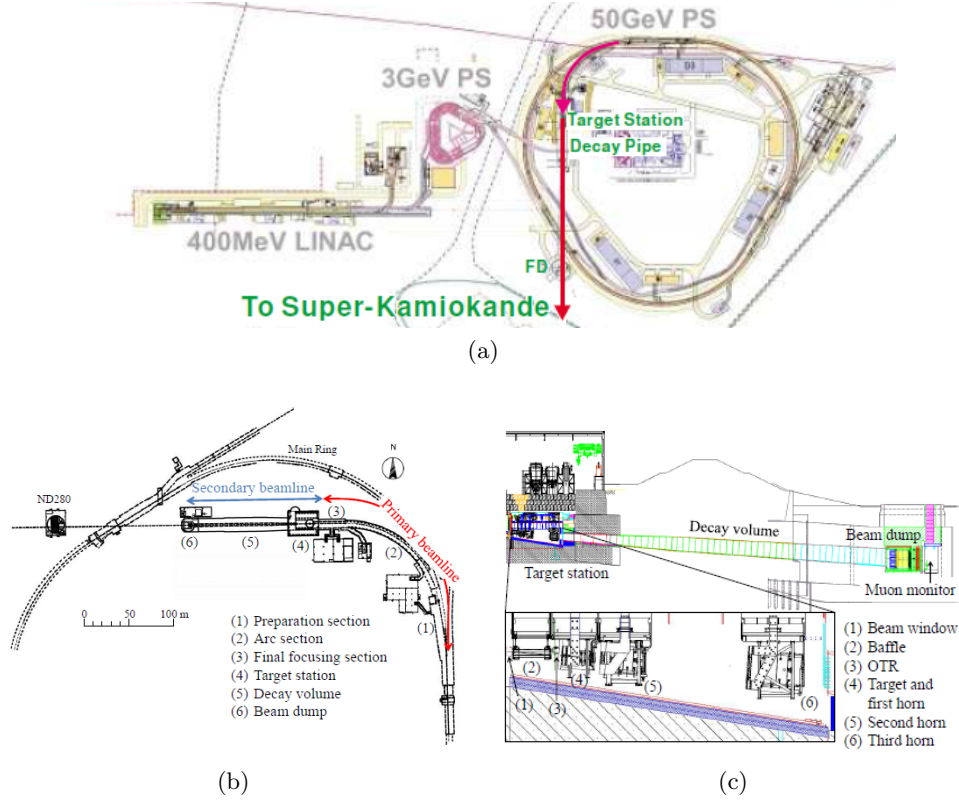 50GeV PS
3GeV PS
Target Station
Decay Pipe
400MeV LINAC
FD
To Super-Kamiokande
(a)
Main Ring
N
ND280
Secondary beamline
Primary beamline
(3)
(6)
(5)
(4)
(2)
(1)
0 50 100 m
(1) Preparation section
(2) Arc section
(3) Final focusing section
(4) Target station
(5) Decay volume
(6) Beam dump
(b)
Decay volume
Beam dump
Target station
Muon monitor
(2)
(4)
(5)
(6)
(1)
(3)
(1) Beam window
(2) Baffle
(3) OTR
(4) Target and
first horn
(5) Second horn
(6) Third horn
(c)